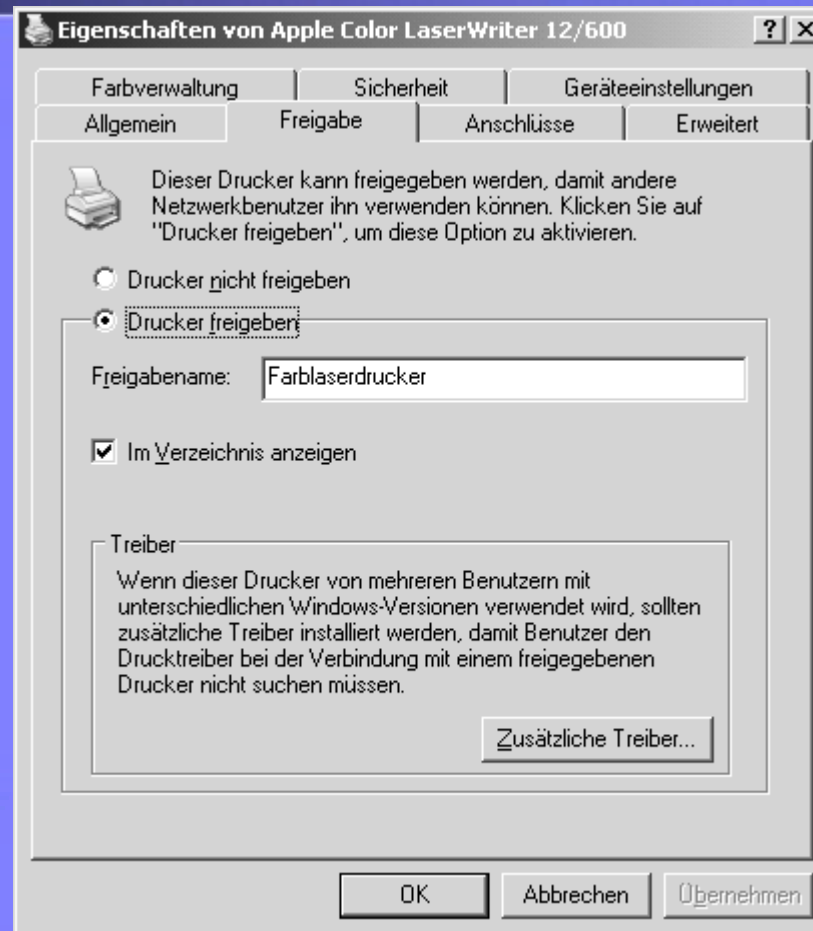 Eigenschaften von Apple Color LaserWriter 12/600
Farbverwaltung Sicherheit Geräteeinstellungen
Allgemein Freigabe Anschlüsse Erweitert
Dieser Drucker kann freigegeben werden, damit andere
Netzwerkbenutzer ihn verwenden können. Klicken Sie auf
"Drucker freigeben", um diese Option zu aktivieren.
Drucker nicht freigeben
Drucker freigeben
Freigabename: Farblaserdrucker
Im Verzeichnis anzeigen
Treiber
Wenn dieser Drucker von mehreren Benutzern mit
unterschiedlichen Windows-Versionen verwendet wird, sollten
zusätzliche Treiber installiert werden, damit Benutzer den
Drucktreiber bei der Verbindung mit einem freigegebenen
Drucker nicht suchen müssen.
Zusätzliche Treiber...
OK Abbrechen Übernehmen